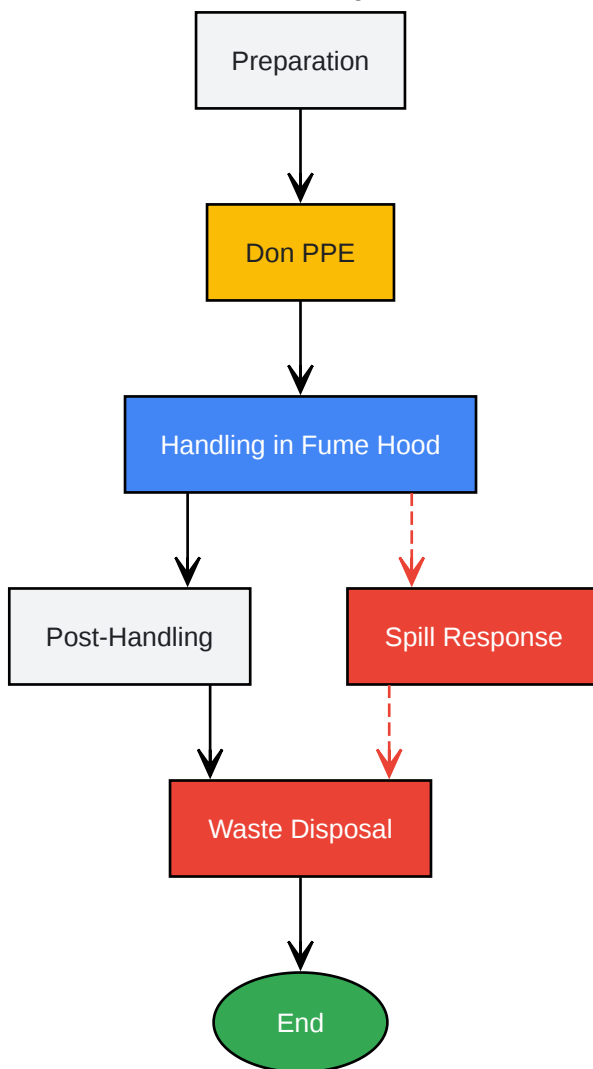 Preparation
Don PPE
Handling in Fume Hood
Post-Handling
Spill Response
Waste Disposal
End